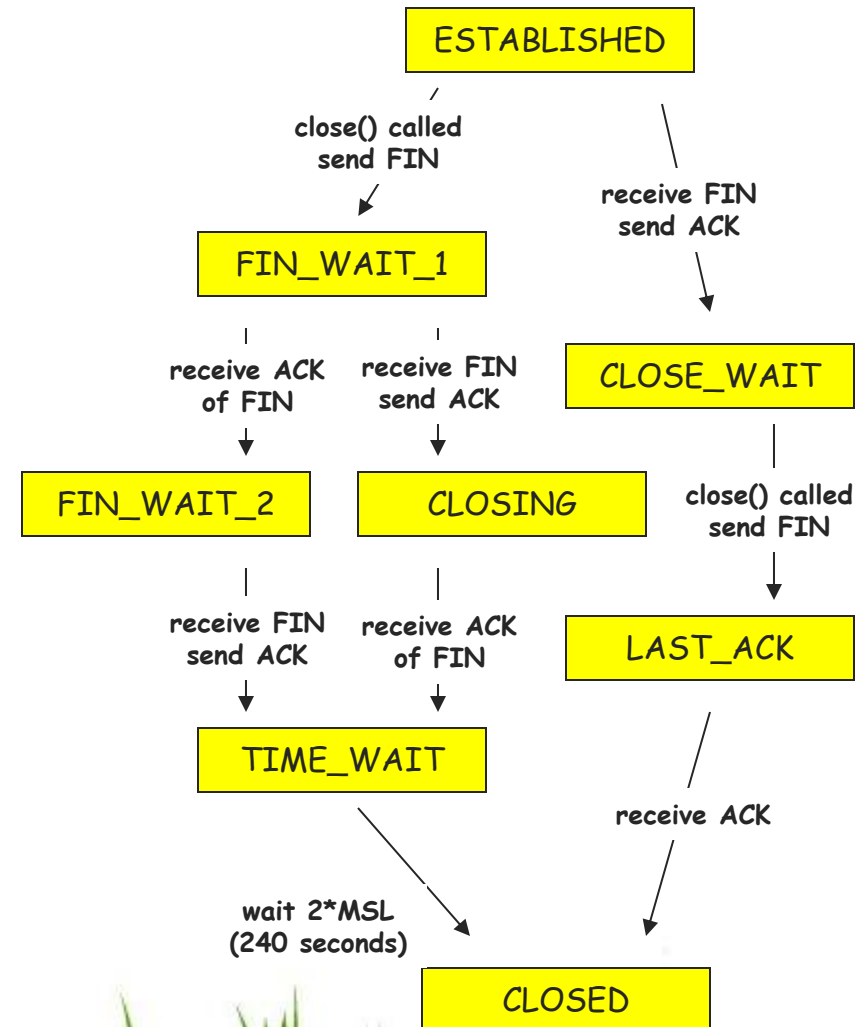 ESTABLISHED
close() called
send FIN
receive FIN
send ACK
FIN_WAIT_1
receive ACK
of FIN
receive FIN
send ACK
CLOSE_WAIT
FIN_WAIT_2
CLOSING
close() called
send FIN
receive FIN
send ACK
receive ACK
of FIN
LAST_ACK
TIME_WAIT
receive ACK
wait 2*MSL
(240 seconds)
CLOSED